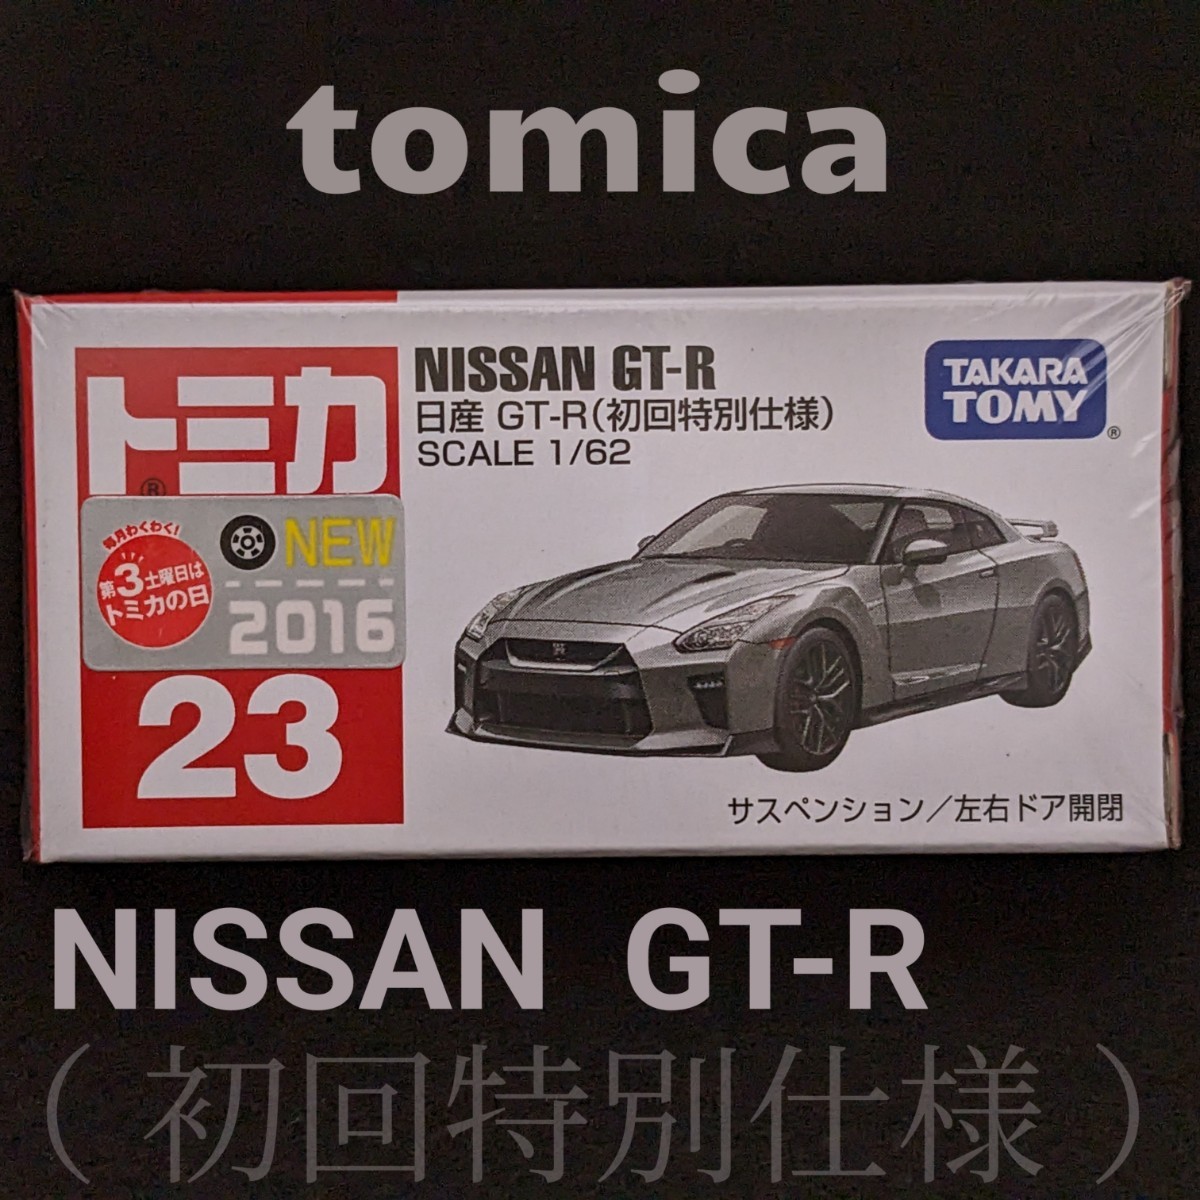 tomica
トミカ
®
NISSAN GT-R
日産 GT-R(初回特別仕様)
SCALE 1/62
TAKARA
TOMY
®
毎月わくわく!
第3土曜日は
トミカの日
NEW
2016
23
サスペンション/左右ドア開閉
NISSAN GT-R
(初回特別仕様)